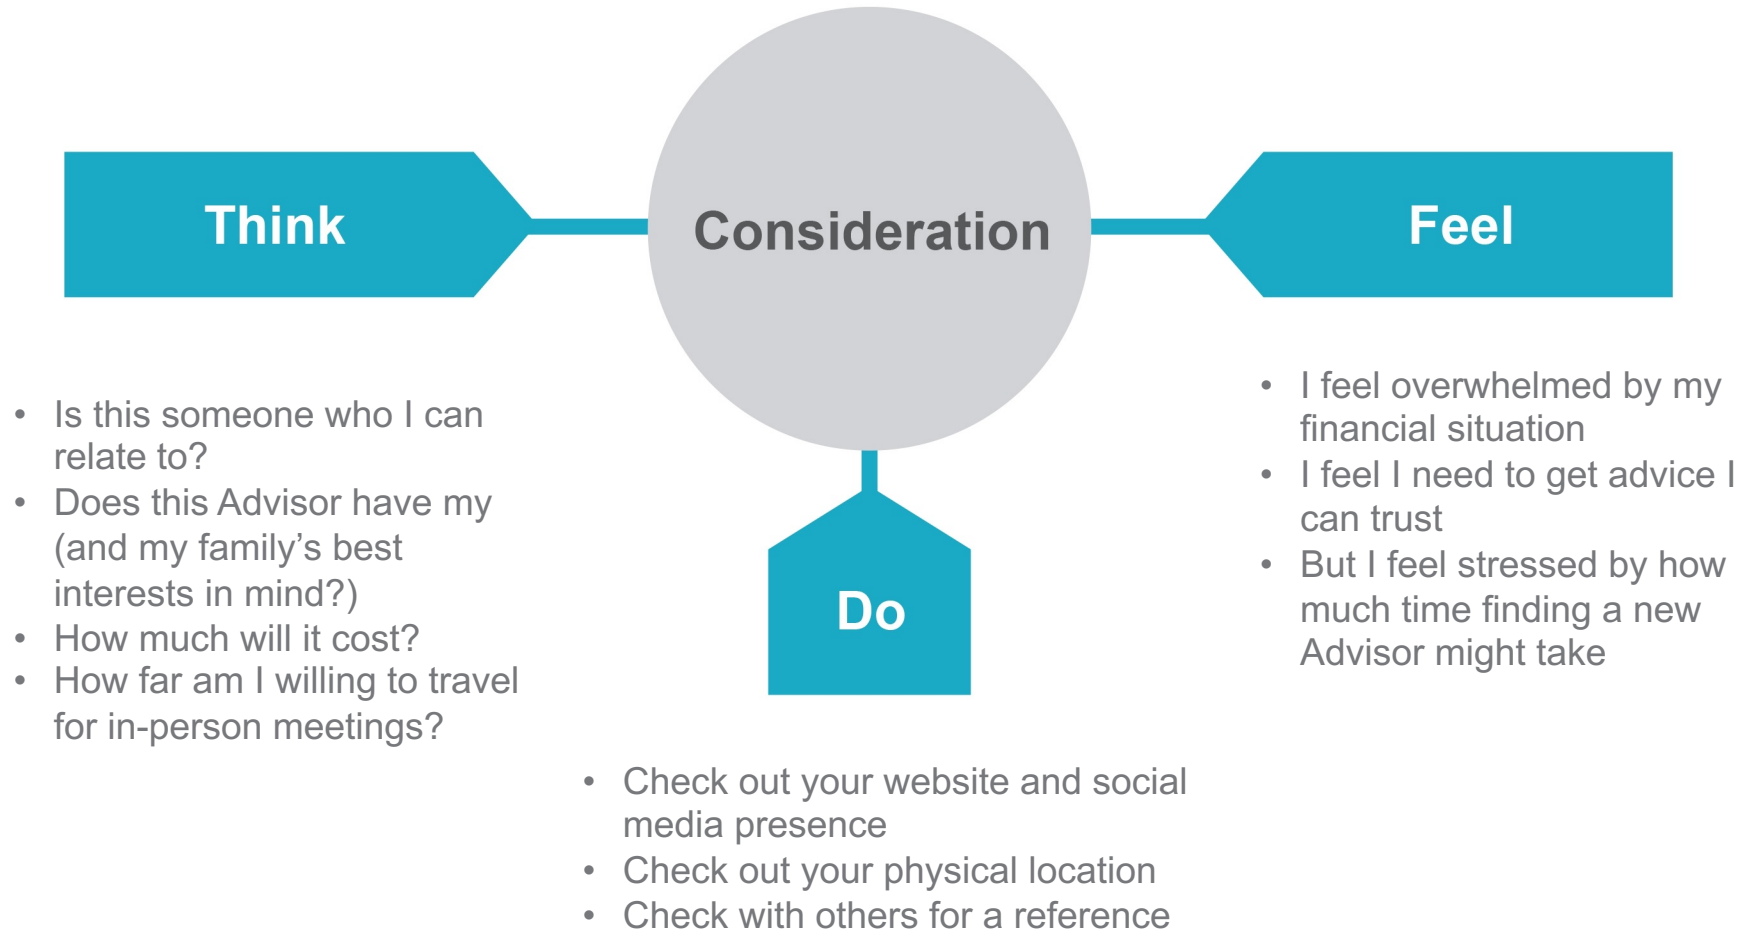 Think
Consideration
Feel
• Is this someone who I can
relate to?
• Does this Advisor have my
(and my family’s best
interests in mind?)
• How much will it cost?
• How far am I willing to travel
for in-person meetings?
Do
• I feel overwhelmed by my
financial situation
• I feel I need to get advice I
can trust
• But I feel stressed by how
much time finding a new
Advisor might take
• Check out your website and social
media presence
• Check out your physical location
• Check with others for a reference